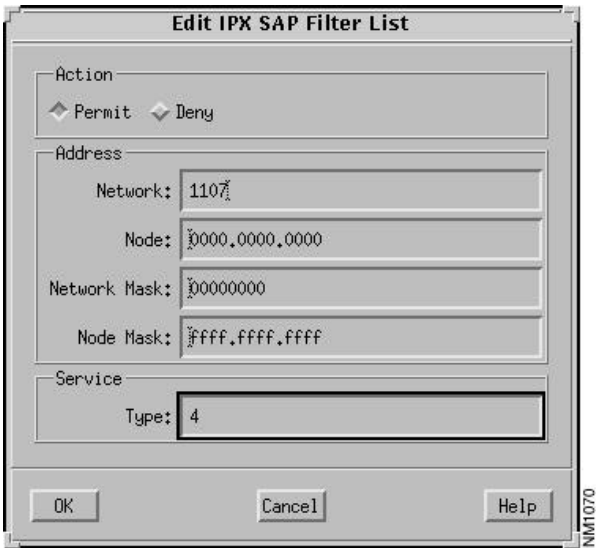 Edit IPX SAP Filter List
Action
Permit Deny
Address
Network: 1107
Node: 0000.0000.0000
Network Mask: 00000000
Node Mask: ffff.ffff.ffff
Service
Type: 4
OK Cancel Help
NM1070